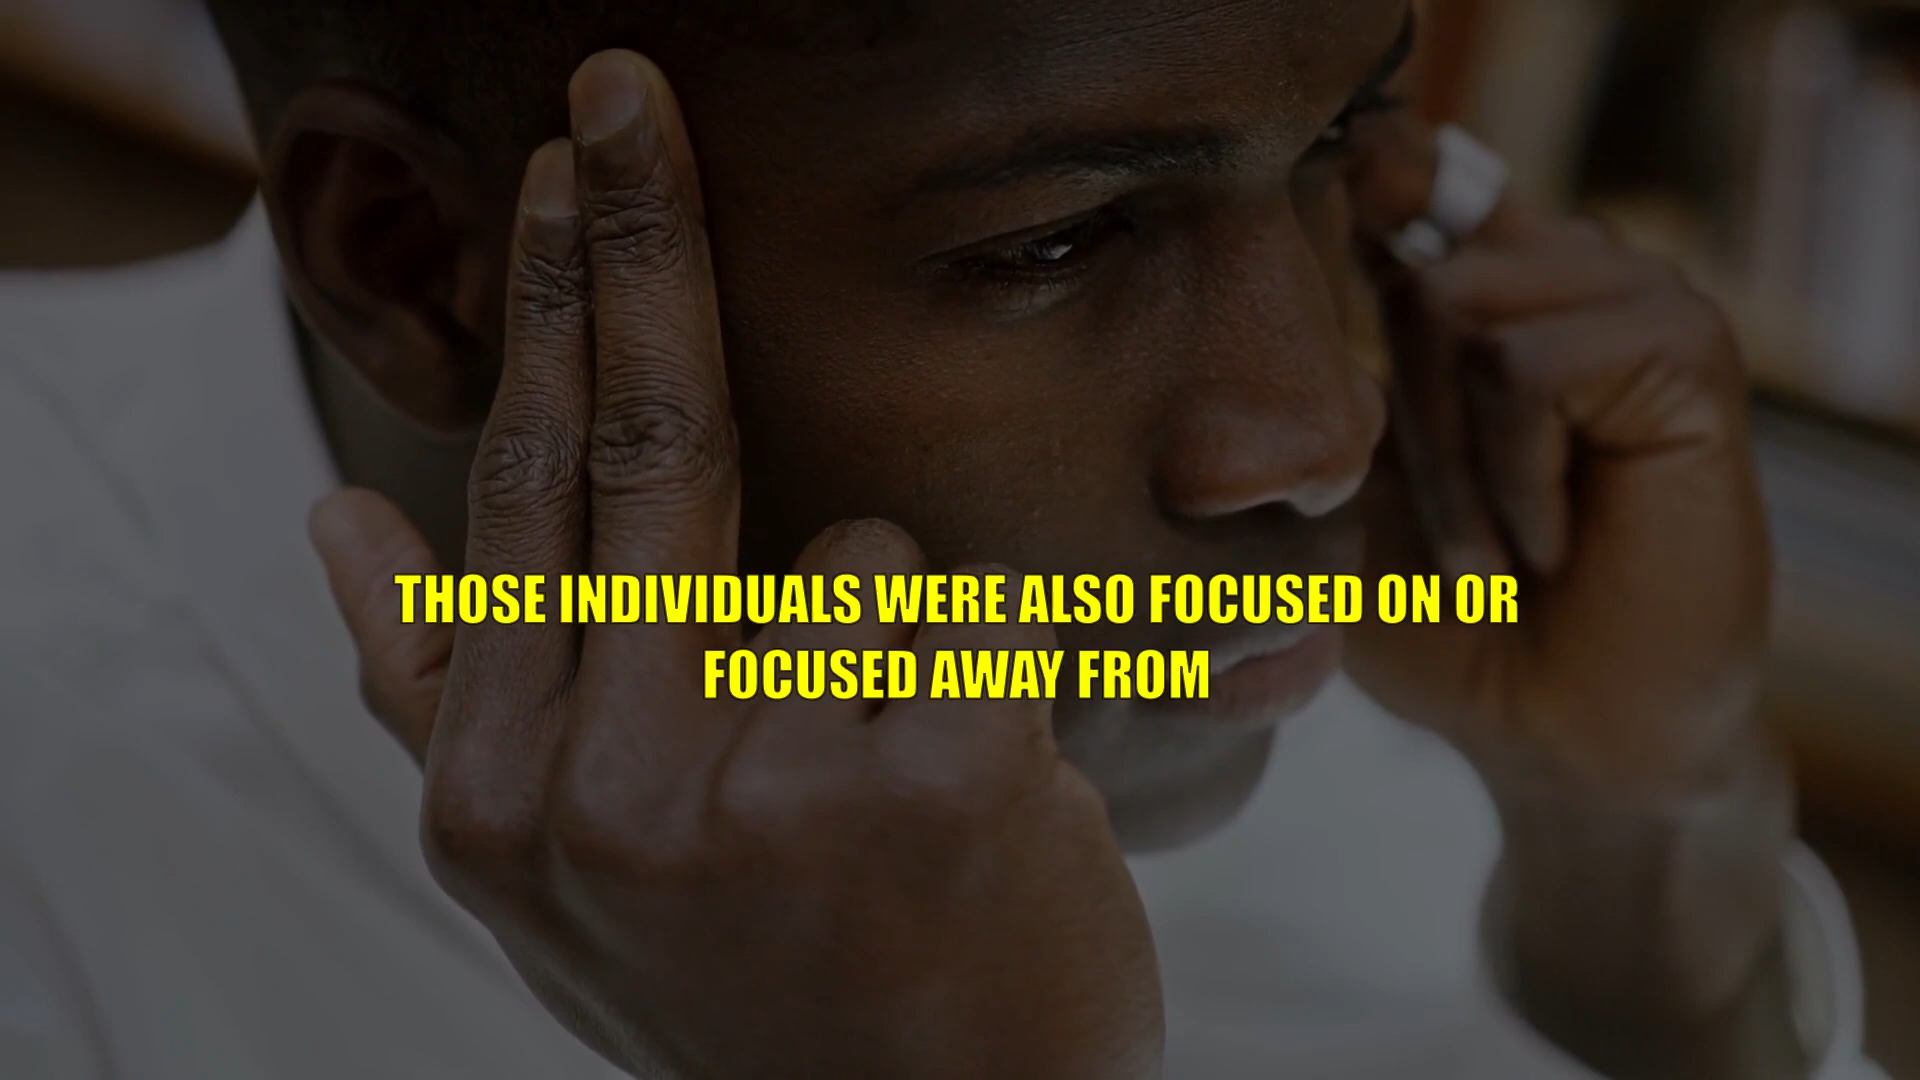 THOSE INDIVIDUALS WERE ALSO FOCUSED ON OR
FOCUSED AWAY FROM